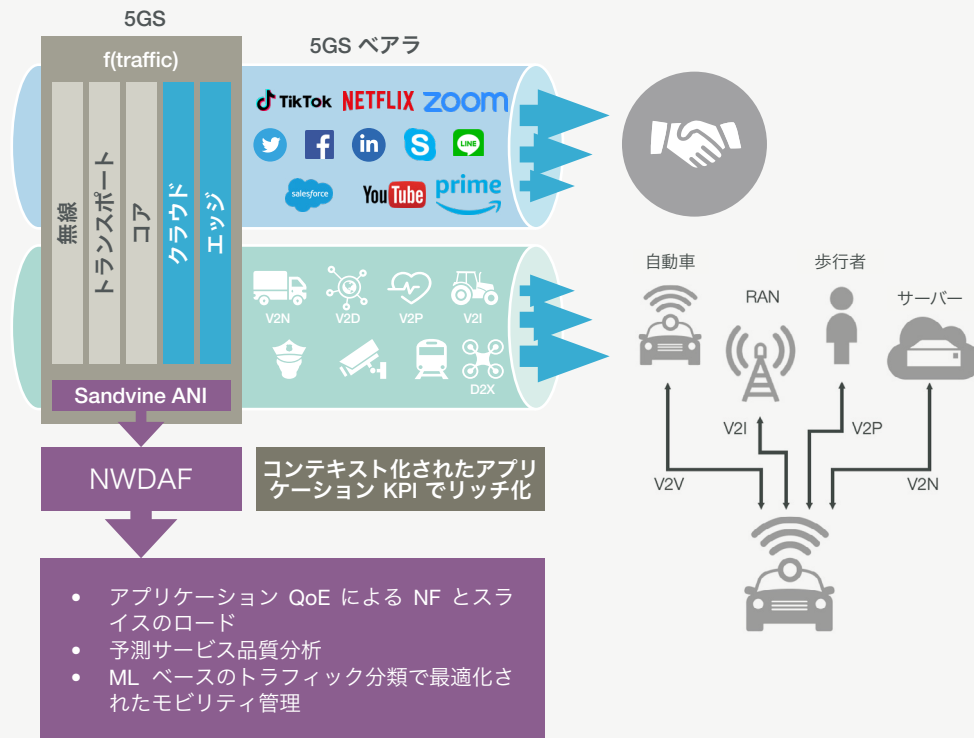 5GS
5GS ベアラ
f(traffic)
無線
トランスポート
コア
クラウド
エッジ
TikTok NETFLIX zoom
in S LINE
salesforce YouTube prime
V2N V2D V2P V2I
D2X
Sandvine ANI
NWDAF
コンテキスト化されたアプリ
ケーション KPI でリッチ化
• アプリケーション QoE による NF とスラ
イスのロード
• 予測サービス品質分析
• ML ベースのトラフィック分類で最適化さ
れたモビリティ管理
自動車
RAN
歩行者
サーバー
V2I
V2P
V2V
V2N